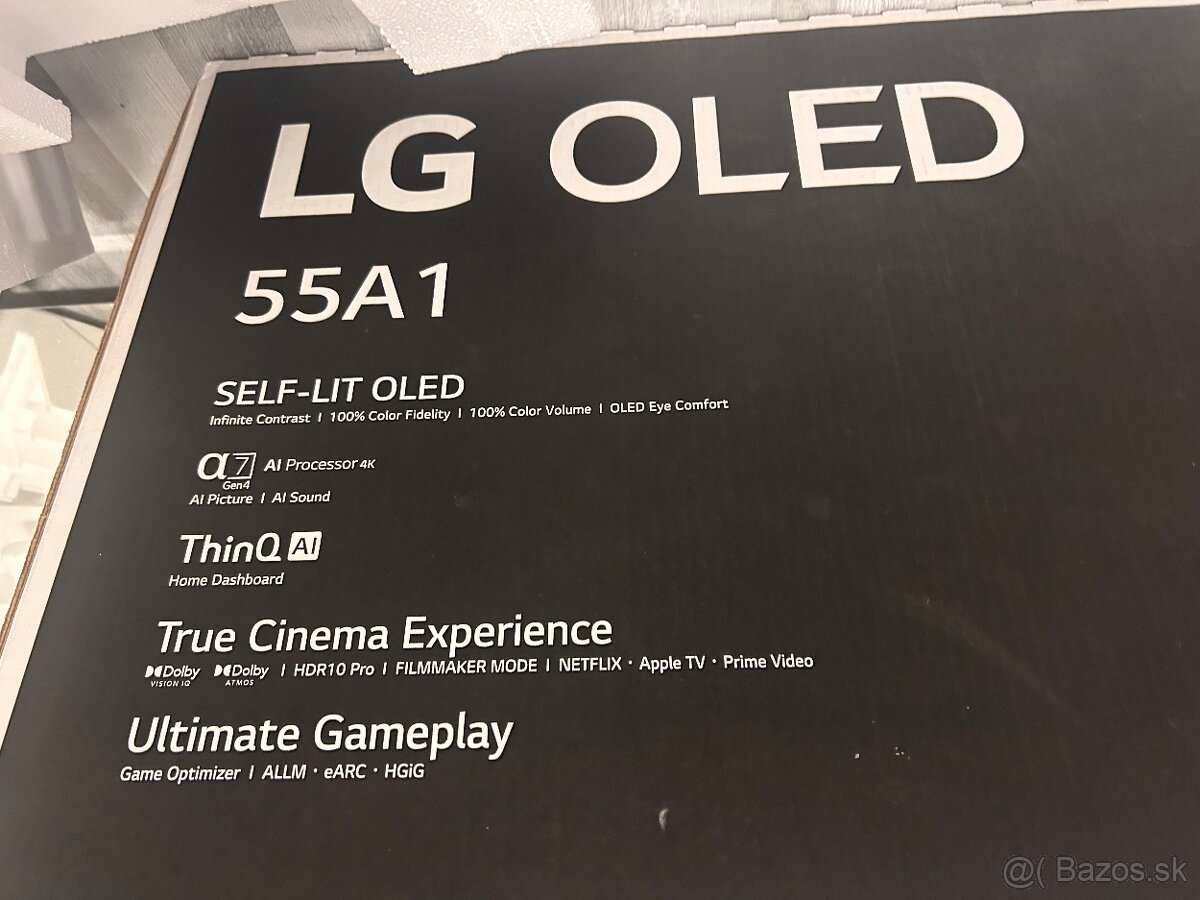 LG OLED
55A1
SELF-LIT OLED
Infinite Contrast I 100% Color Fidelity I 100% Color Volume I OLED Eye Comfort
α7 AI Processor 4K
Gen4
AI Picture I AI Sound
ThinQ AI
Home Dashboard
True Cinema Experience
Dolby VISION IQ Dolby ATMOS I HDR10 Pro I FILMMAKER MODE I NETFLIX · Apple TV · Prime Video
Ultimate Gameplay
Game Optimizer I ALLM · eARC · HGiG
@( Bazos.sk